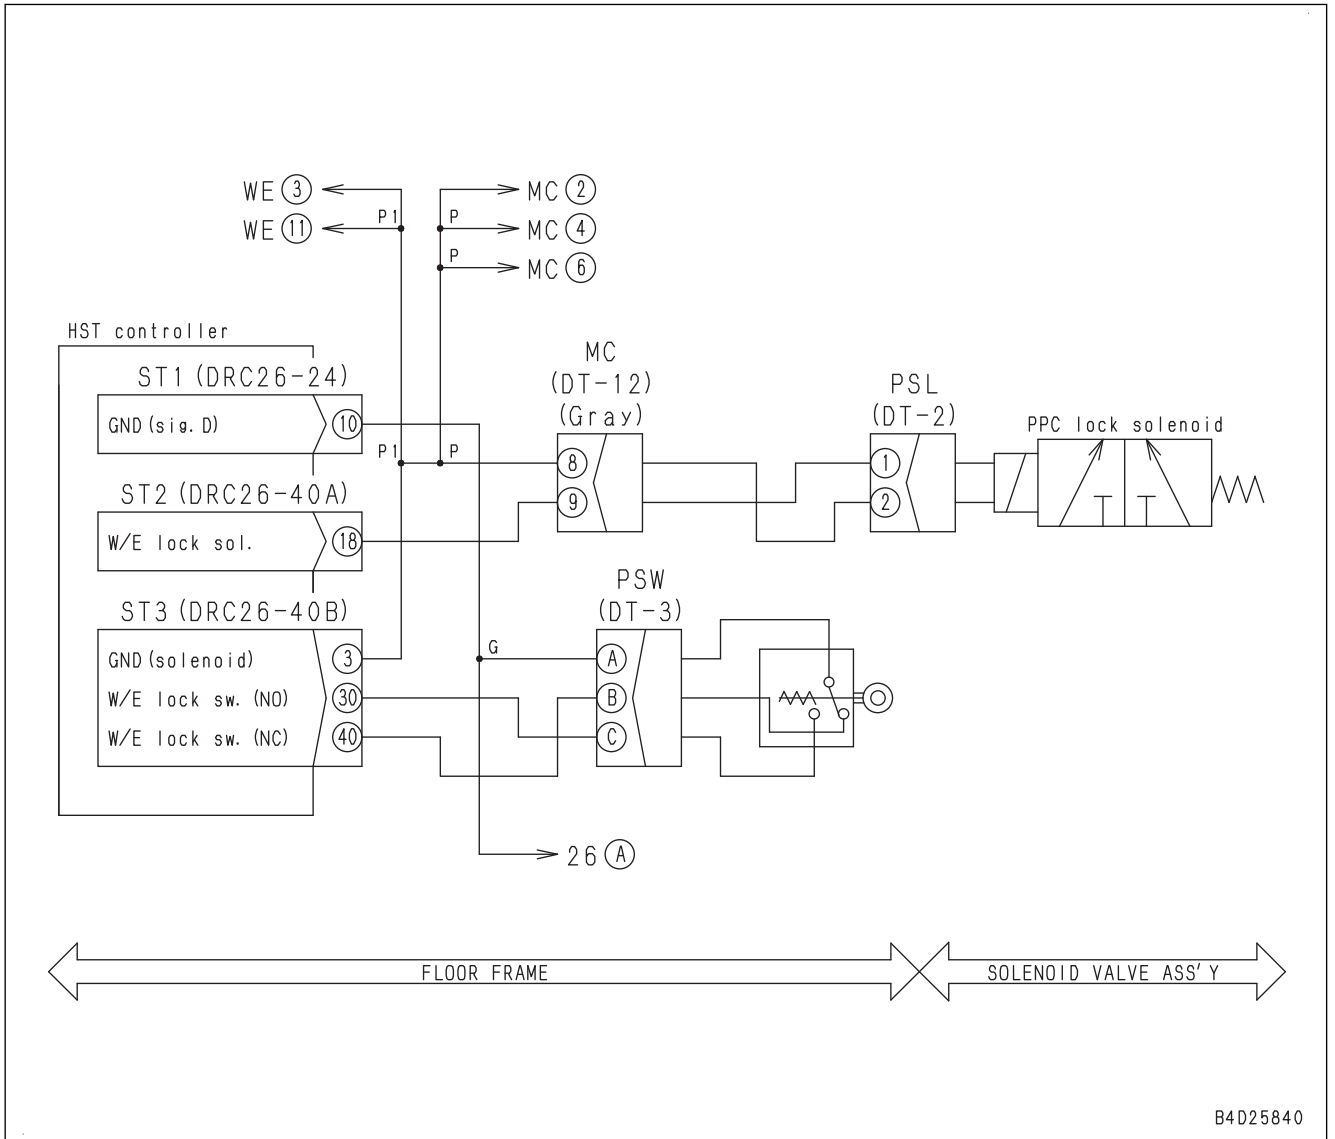 WE 3
MC 2
P1
P
WE 11
MC 4
P
MC 6
HST controller
MC
ST1 (DRC26-24)
(DT-12)
PSL
(Gray)
(DT-2)
GND (sig. D)
10
PPC lock solenoid
P1
P
8
1
ST2 (DRC26-40A)
9
2
W/E lock sol.
18
PSW
ST3 (DRC26-40B)
(DT-3)
GND (solenoid)
3
G
A
W/E lock sw. (NO)
30
B
W/E lock sw. (NC)
40
C
26 A
FLOOR FRAME
SOLENOID VALVE ASS'Y
B4D25840